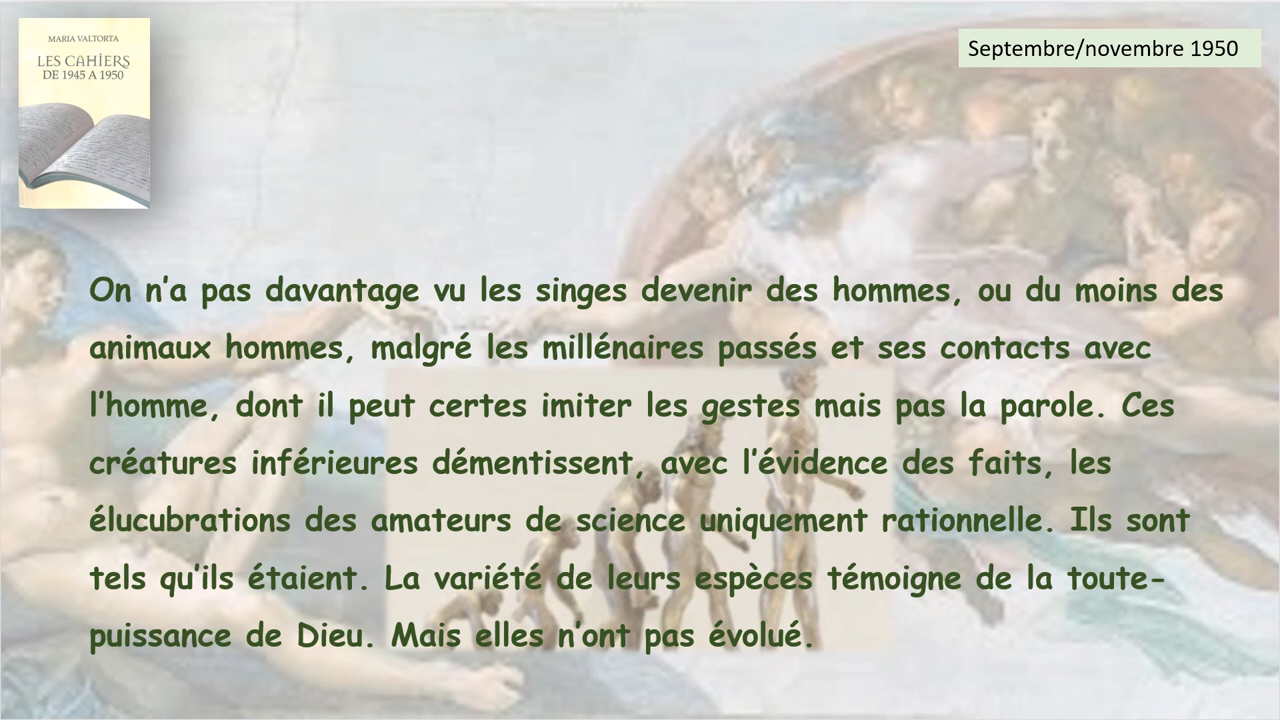 MARIA VALTORTA
LES CAHIERS
DE 1945 A 1950
Septembre/novembre 1950
On n'a pas davantage vu les singes devenir des hommes, ou du moins des
animaux hommes, malgré les millénaires passés et ses contacts avec
l'homme, dont il peut certes imiter les gestes mais pas la parole. Ces
créatures inférieures démentissent, avec l'évidence des faits, les
élucubrations des amateurs de science uniquement rationnelle. Ils sont
tels qu'ils étaient. La variété de leurs espèces témoigne de la toute-
puissance de Dieu. Mais elles n'ont pas évolué.